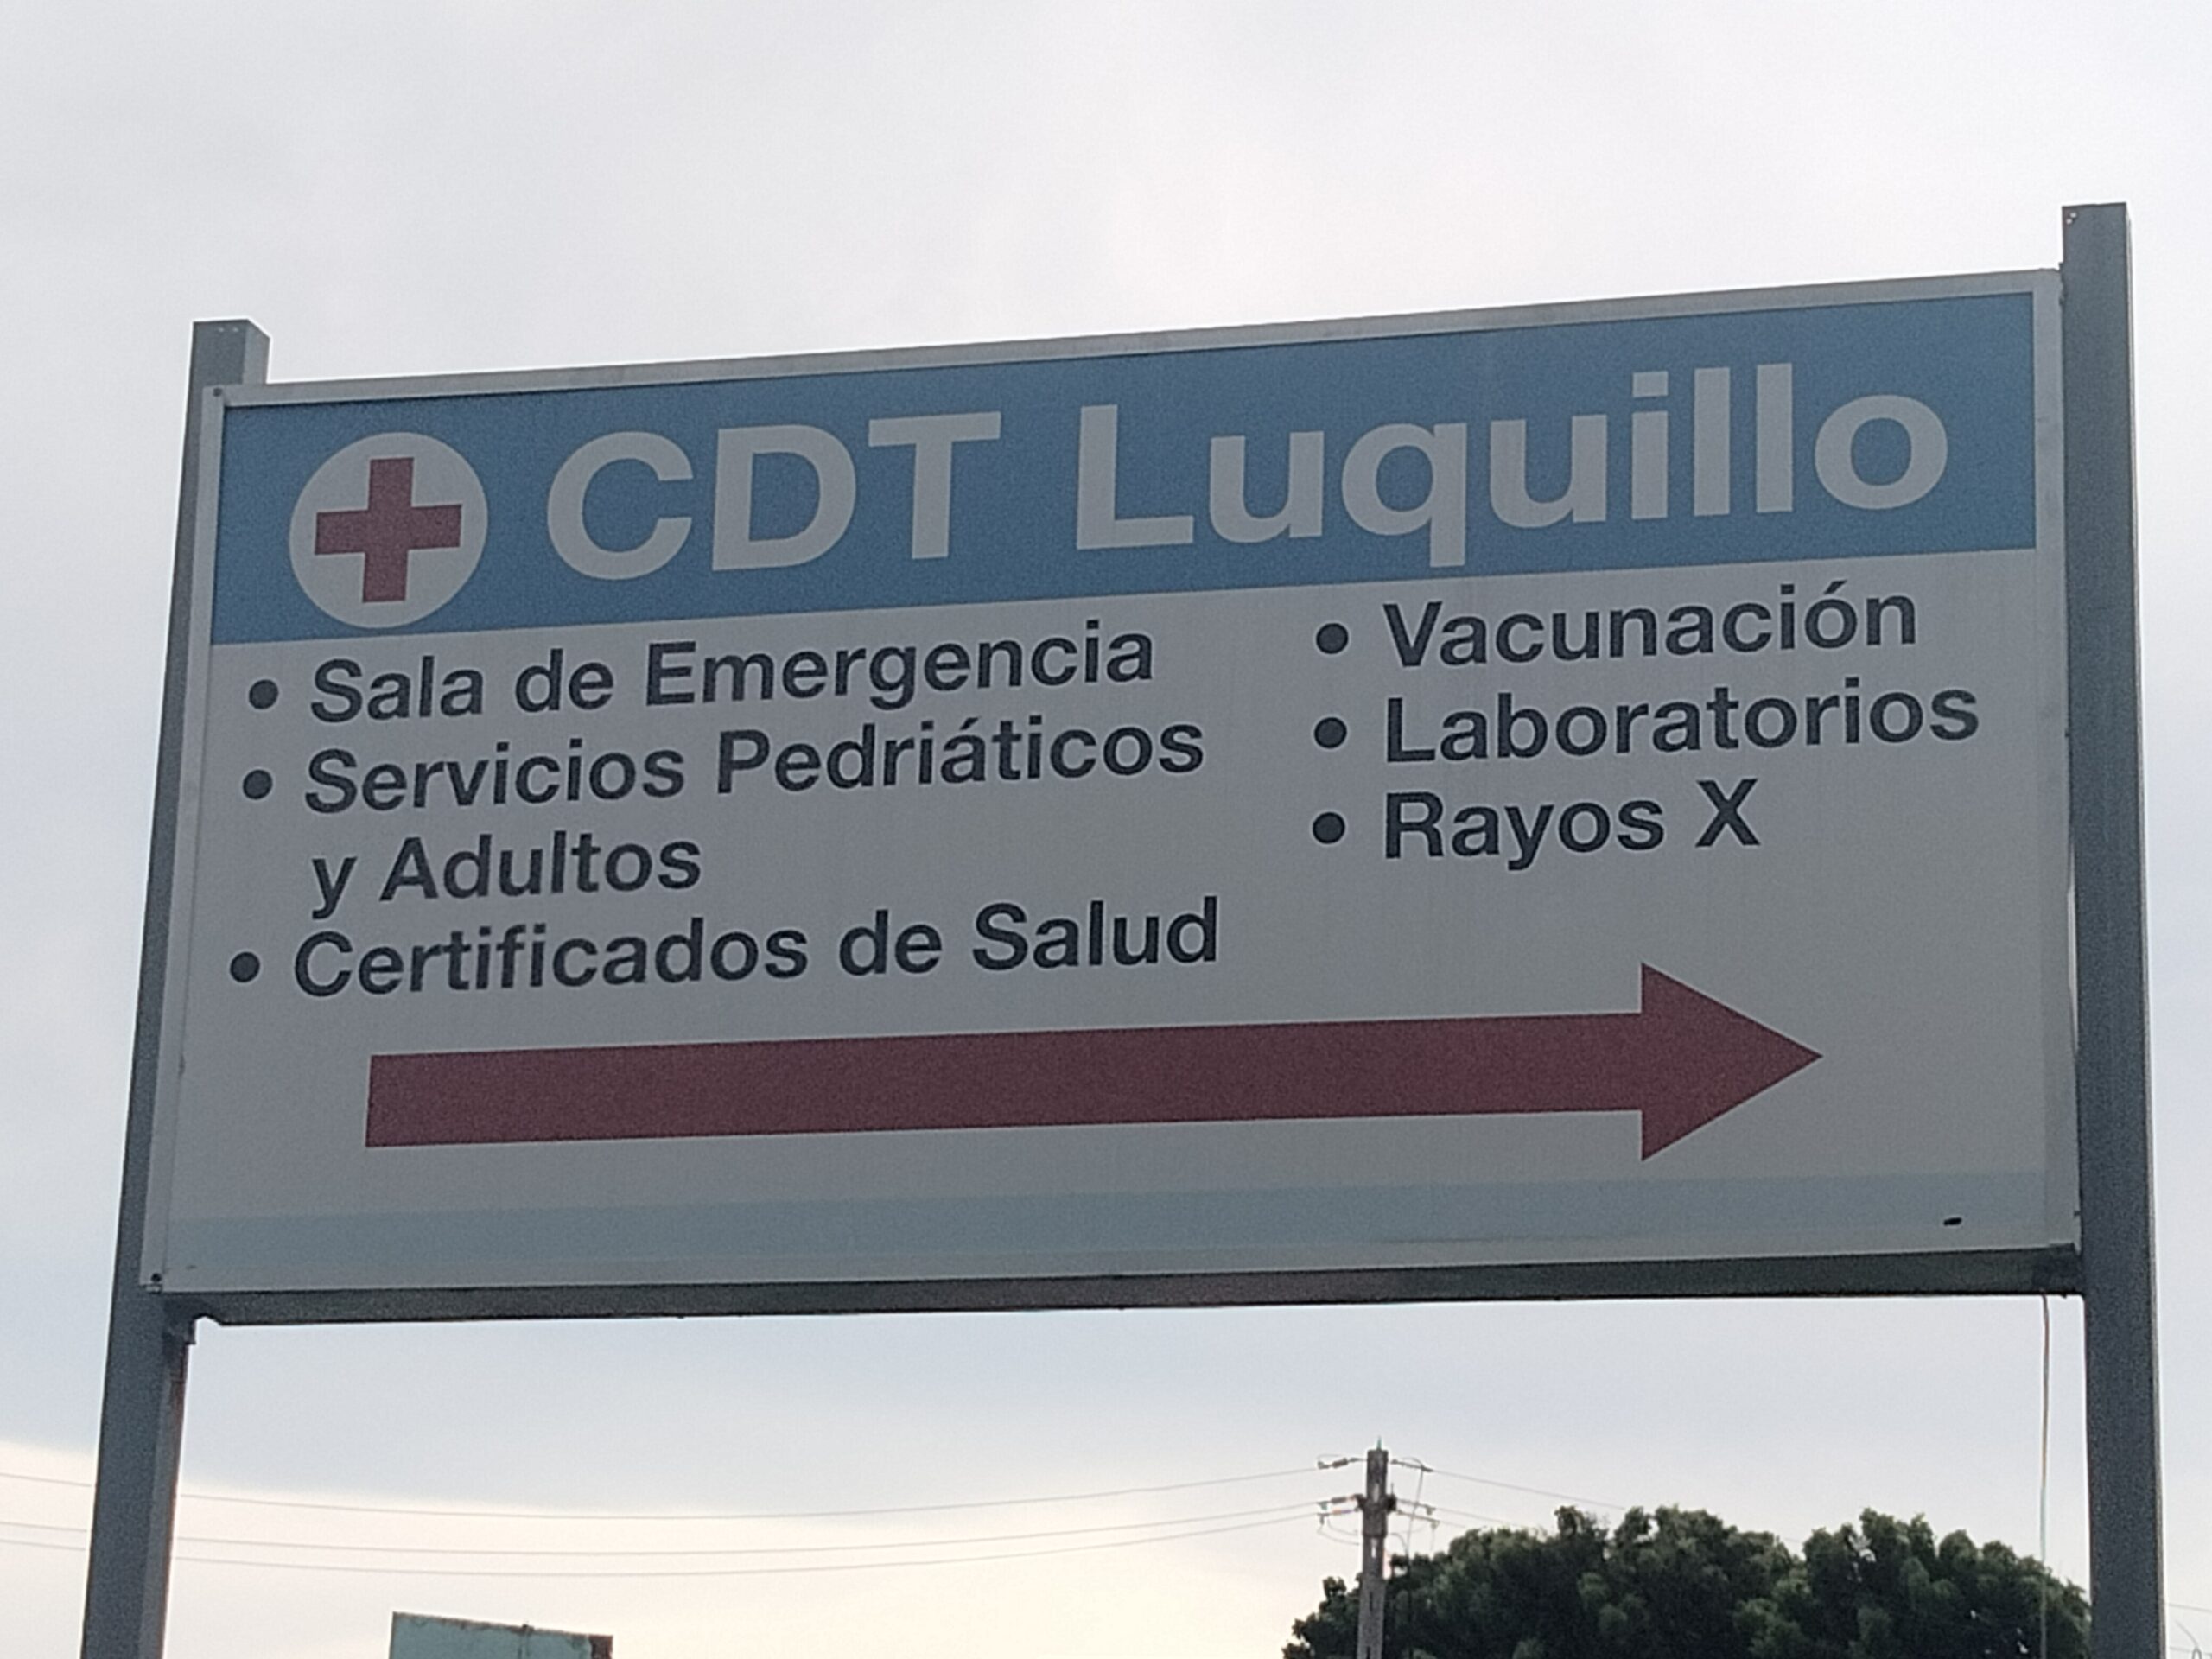 CDT Luquillo
• Sala de Emergencia
• Servicios Pedriáticos
y Adultos
• Certificados de Salud
• Vacunación
• Laboratorios
• Rayos X